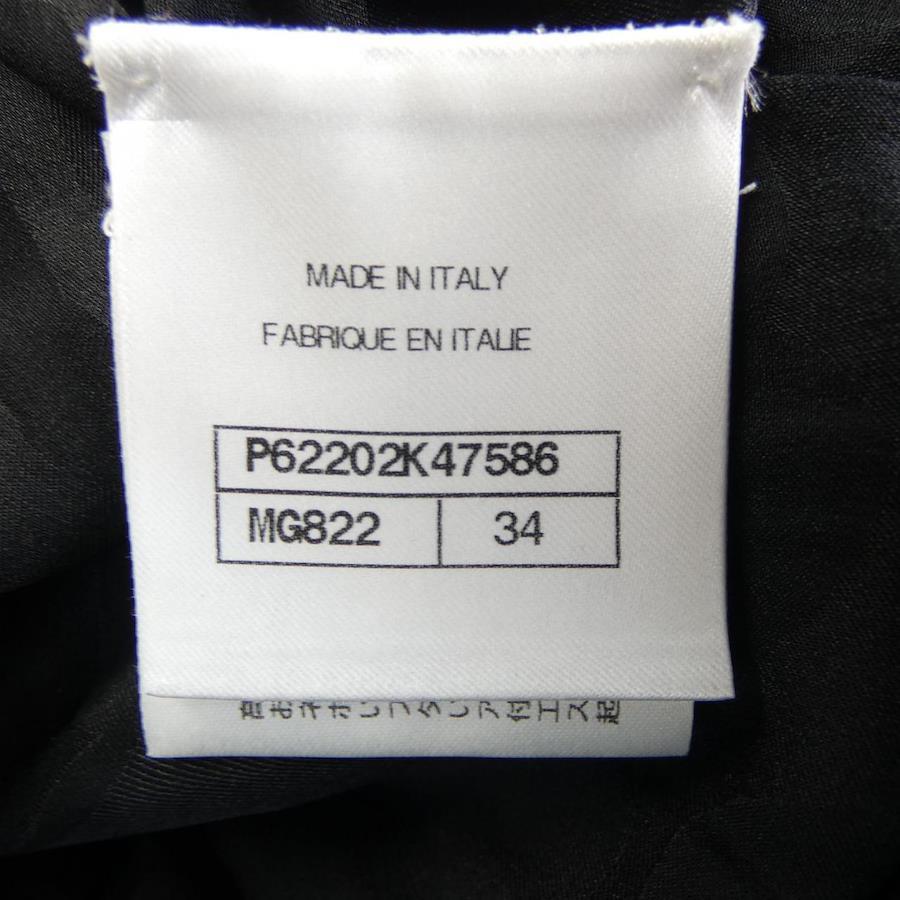 MADE IN ITALY
FABRIQUE EN ITALIE
P62202K47586
MG822 34